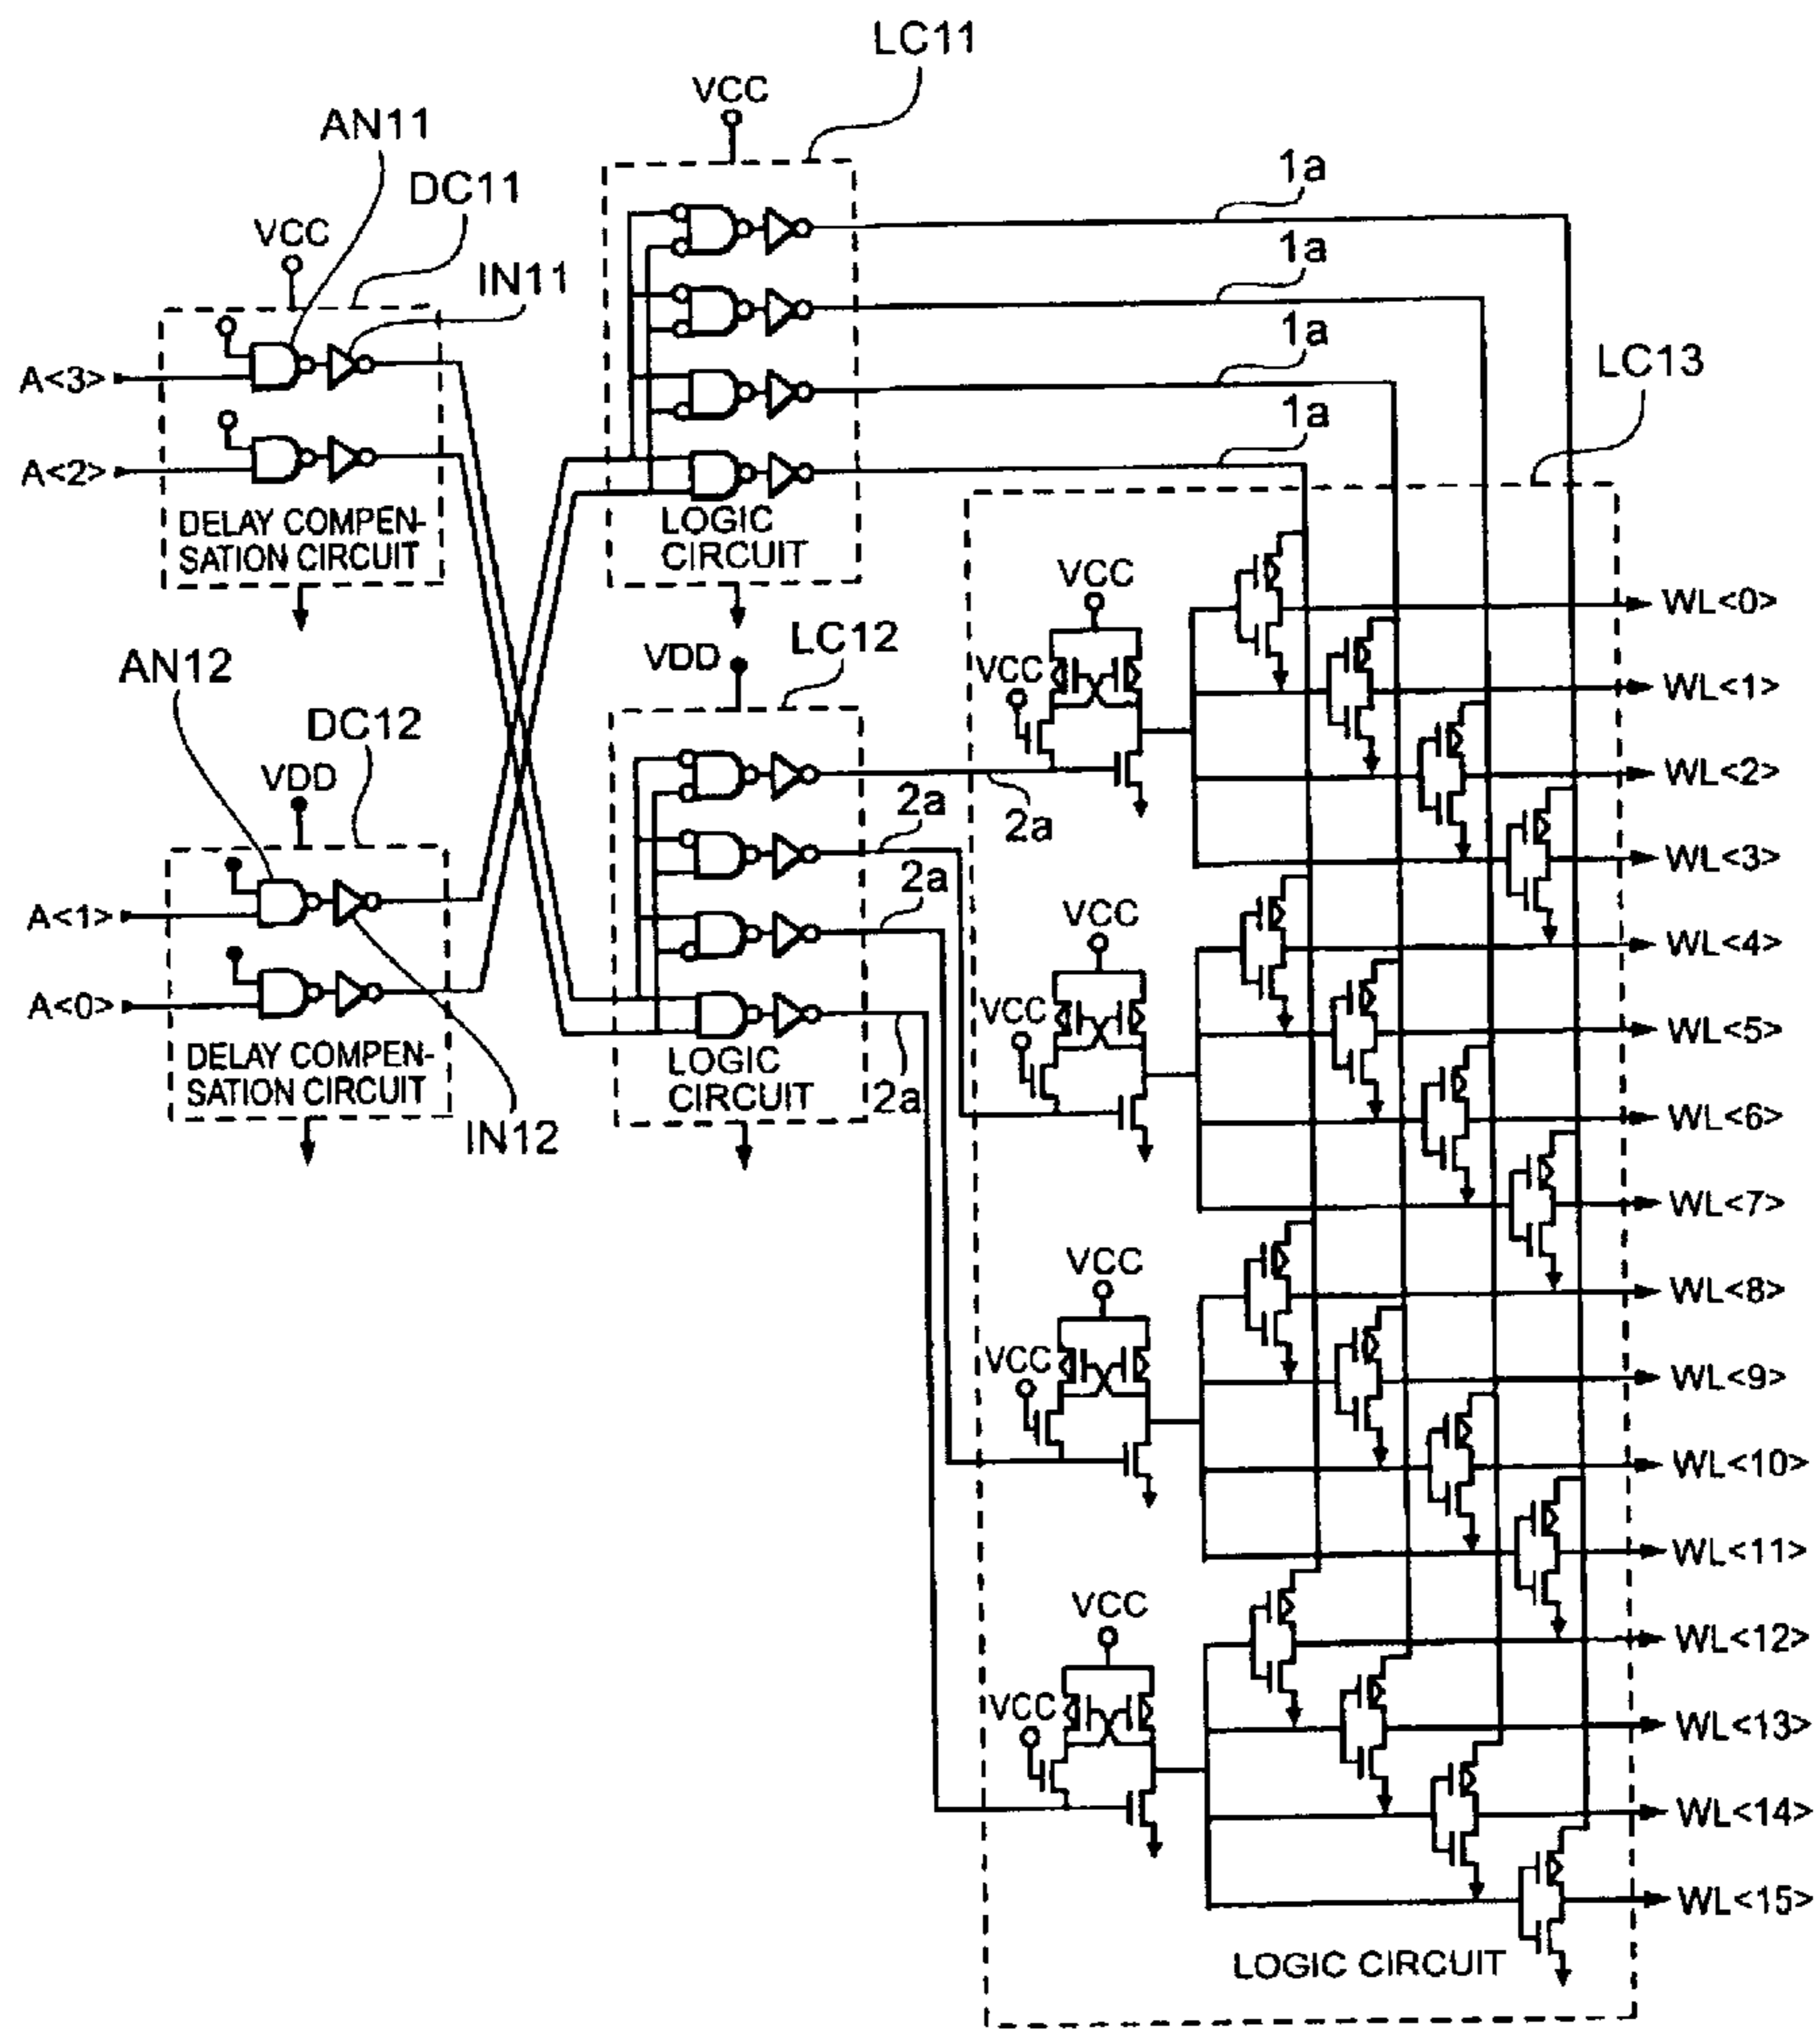 LC11
VCC
AN11
DC11
VCC
IN11
1a
1a
1a
1a
LC13
A<3>
A<2>
DELAY COMPEN-
SATION CIRCUIT
LOGIC
CIRCUIT
VCC
VCC
WL<0>
WL<1>
WL<2>
WL<3>
VDD
LC12
AN12
DC12
VDD
2a
2a
2a
2a
A<1>
A<0>
DELAY COMPEN-
SATION CIRCUIT
IN12
LOGIC
CIRCUIT
VCC
VCC
WL<4>
WL<5>
WL<6>
WL<7>
VCC
VCC
WL<8>
WL<9>
WL<10>
WL<11>
VCC
VCC
WL<12>
WL<13>
WL<14>
WL<15>
LOGIC CIRCUIT